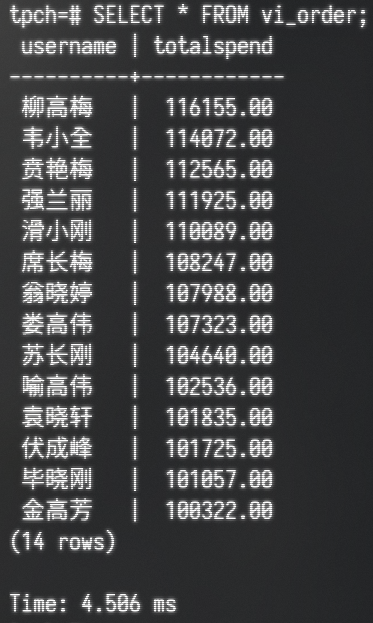 tpch=# SELECT * FROM vi_order;
username | totalspend
----------+------------
柳高梅 | 116155.00
韦小全 | 114072.00
贲艳梅 | 112565.00
强兰丽 | 111925.00
滑小刚 | 110089.00
席长梅 | 108247.00
翁晓婷 | 107988.00
娄高伟 | 107323.00
苏长刚 | 104640.00
喻高伟 | 102536.00
袁晓轩 | 101835.00
伏成峰 | 101725.00
毕晓刚 | 101057.00
金高芳 | 100322.00
(14 rows)
Time: 4.506 ms